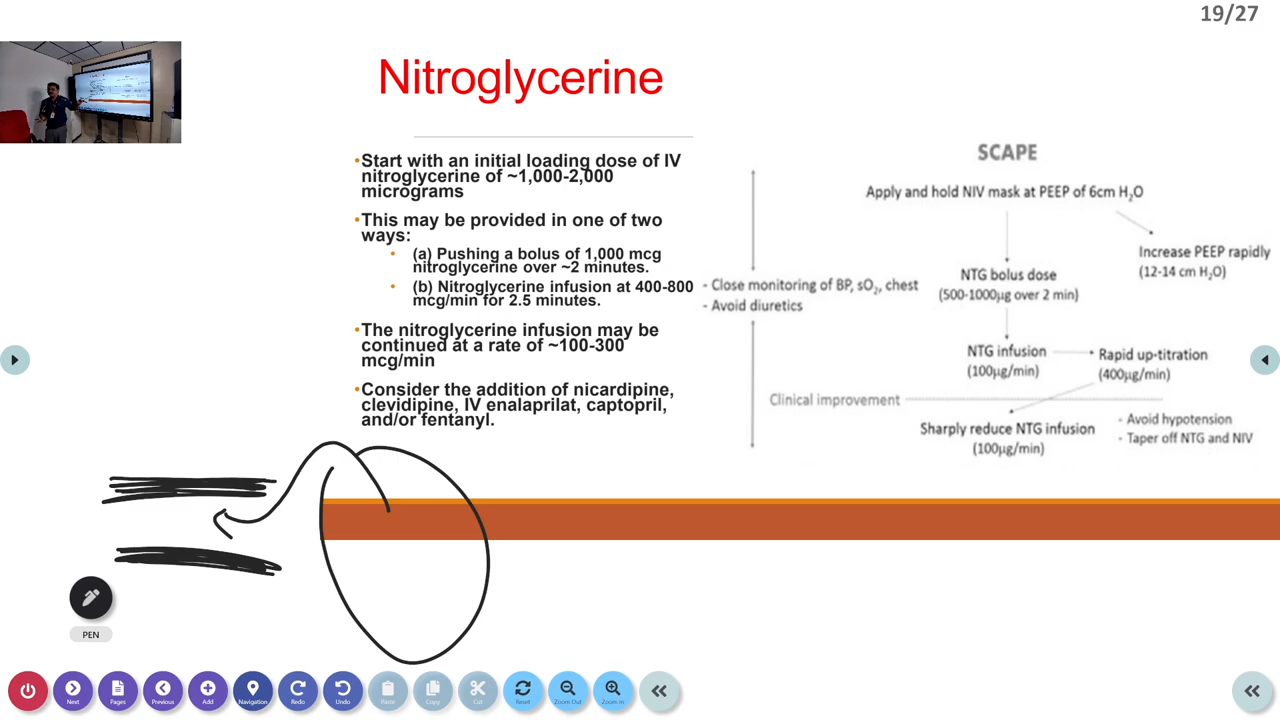 19/27
Nitroglycerine
•Start with an initial loading dose of IV
nitroglycerine of ~1,000-2,000
micrograms
•This may be provided in one of two
ways:
• (a) Pushing a bolus of 1,000 mcg
nitroglycerine over ~2 minutes.
• (b) Nitroglycerine infusion at 400-800
mcg/min for 2.5 minutes.
•The nitroglycerine infusion may be
continued at a rate of ~100-300
mcg/min
•Consider the addition of nicardipine,
clevidipine, IV enalaprilat, captopril,
and/or fentanyl.
SCAPE
Apply and hold NIV mask at PEEP of 6cm H₂O
Increase PEEP rapidly
(12-14 cm H₂O)
NTG bolus dose
(500-1000µg over 2 min)
- Close monitoring of BP, sO₂, chest
- Avoid diuretics
NTG infusion
(100µg/min)
Rapid up-titration
(400µg/min)
Clinical improvement
Sharply reduce NTG infusion
(100µg/min)
- Avoid hypotension
- Taper off NTG and NIV
PEN
Next
Pages
Previous
Add
Navigation
Redo
Undo
Paste
Copy
Cut
Reset
Zoom Out
Zoom In